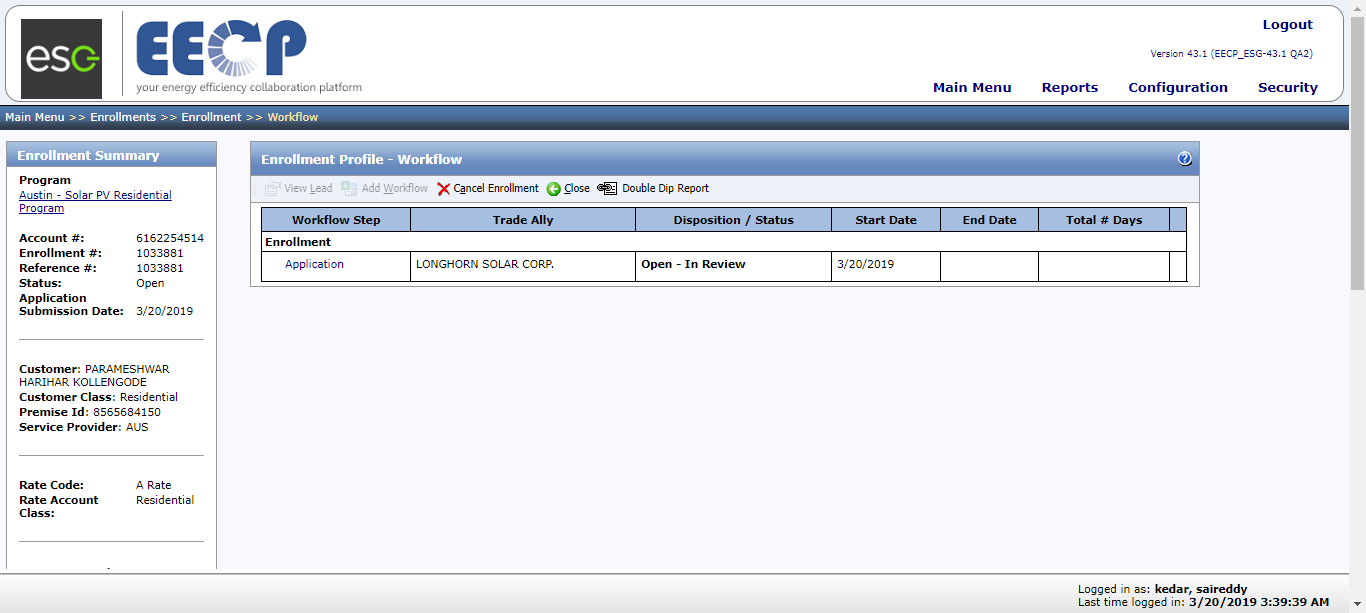 esg
EECP
your energy efficiency collaboration platform
Logout
Version 43.1 (EECP_ESG-43.1 QA2)
Main Menu Reports Configuration Security
Main Menu >> Enrollments >> Enrollment >> Workflow
Enrollment Summary
Program
Austin - Solar PV Residential
Program
Account #: 6162254514
Enrollment #: 1033881
Reference #: 1033881
Status: Open
Application
Submission Date: 3/20/2019
Customer: PARAMESHWAR
HARIHAR KOLLENGODE
Customer Class: Residential
Premise Id: 8565684150
Service Provider: AUS
Rate Code: A Rate
Rate Account Residential
Class:
Enrollment Profile - Workflow
View Lead Add Workflow Cancel Enrollment Close Double Dip Report
Workflow Step Trade Ally Disposition / Status Start Date End Date Total # Days
Enrollment
Application LONGHORN SOLAR CORP. Open - In Review 3/20/2019
Logged in as: kedar, saireddy
Last time logged in: 3/20/2019 3:39:39 AM